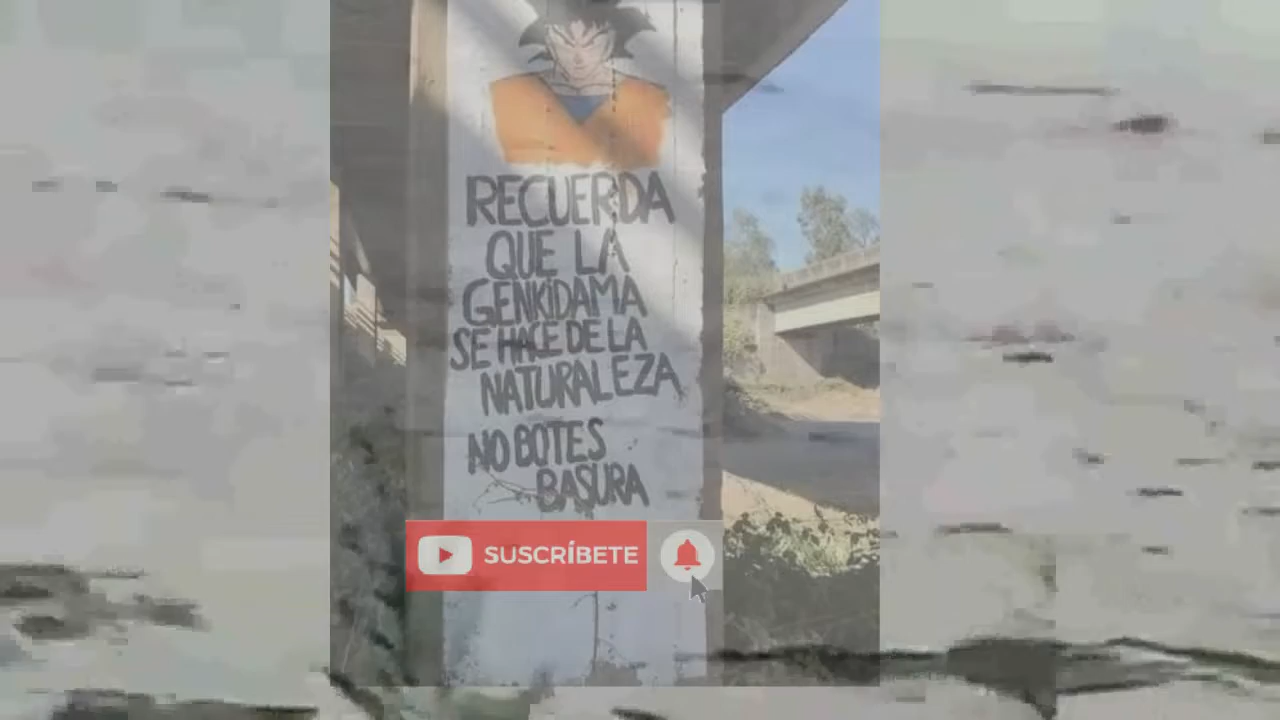 RECUERDA
QUE LA
GENKIDAMA
SE HACE DE LA
NATURALEZA
NO BOTES
BASURA
SUSCRÍBETE